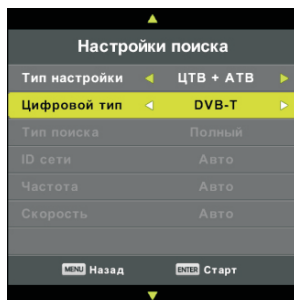 Настройки поиска
Тип настройки ЦТВ + АТВ
Цифровой тип DVB-T
Тип поиска Полный
ID сети Авто
Частота Авто
Скорость Авто
MENU Назад ENTER Старт